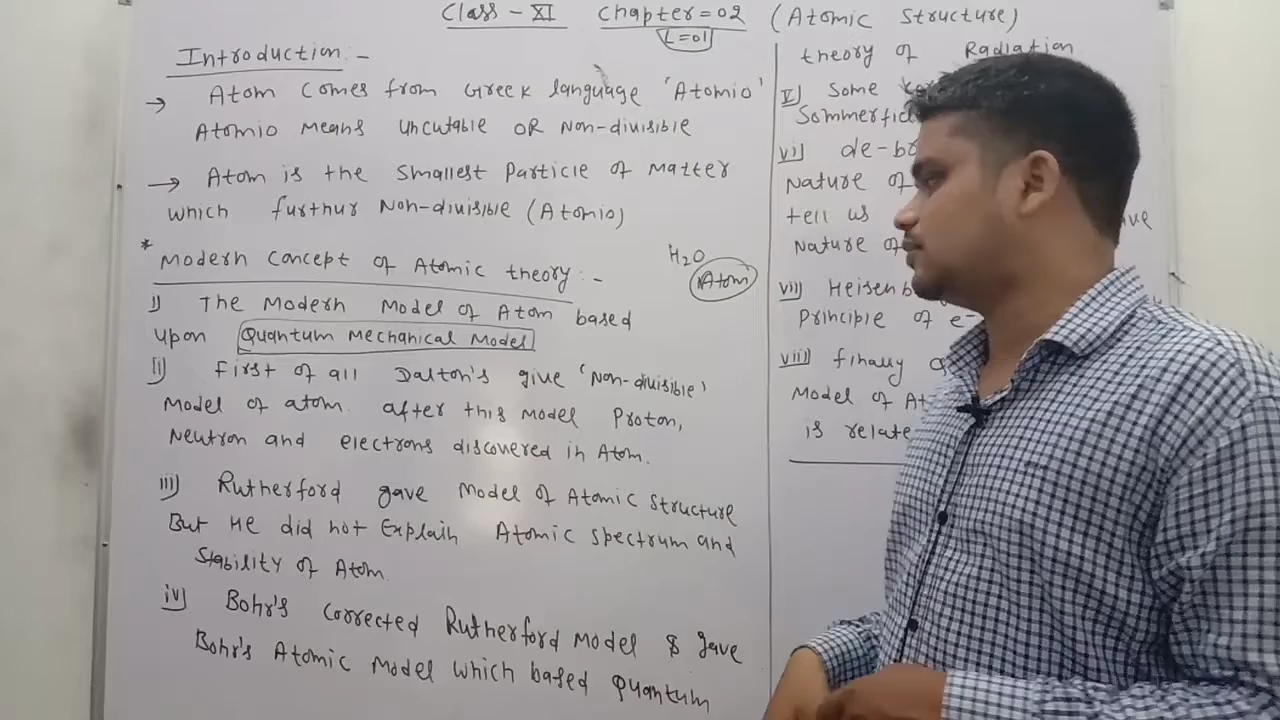 Class - XI Chapter = 02 (Atomic Structure)
L=01
Introduction :-
→ Atom Comes from Greek language 'Atomio'
Atomio Means Uncutable OR Non-divisible
→ Atom is the Smallest Particle of Matter
which furthur Non-divisible (Atomio)
* Modern Concept of Atomic theory :-
H2O
Atom
i) The Modern Model of Atom based
upon Quantum Mechanical Model
ii) First of all Dalton's give 'Non-divisible'
Model of atom. after this Model Proton,
Neutron and electrons discovered in Atom.
iii) Rutherford gave Model of Atomic Structure
But He did not Explain Atomic Spectrum and
Stability of Atom.
iv) Bohr's Corrected Rutherford Model & gave
Bohr's Atomic Model which based Quantum
theory of Radiation
V) Some
vi) de-br
Nature of
tell us
Nature of
vii) Heisenb
Principle of e-
viii) finally
Model of At
is relate